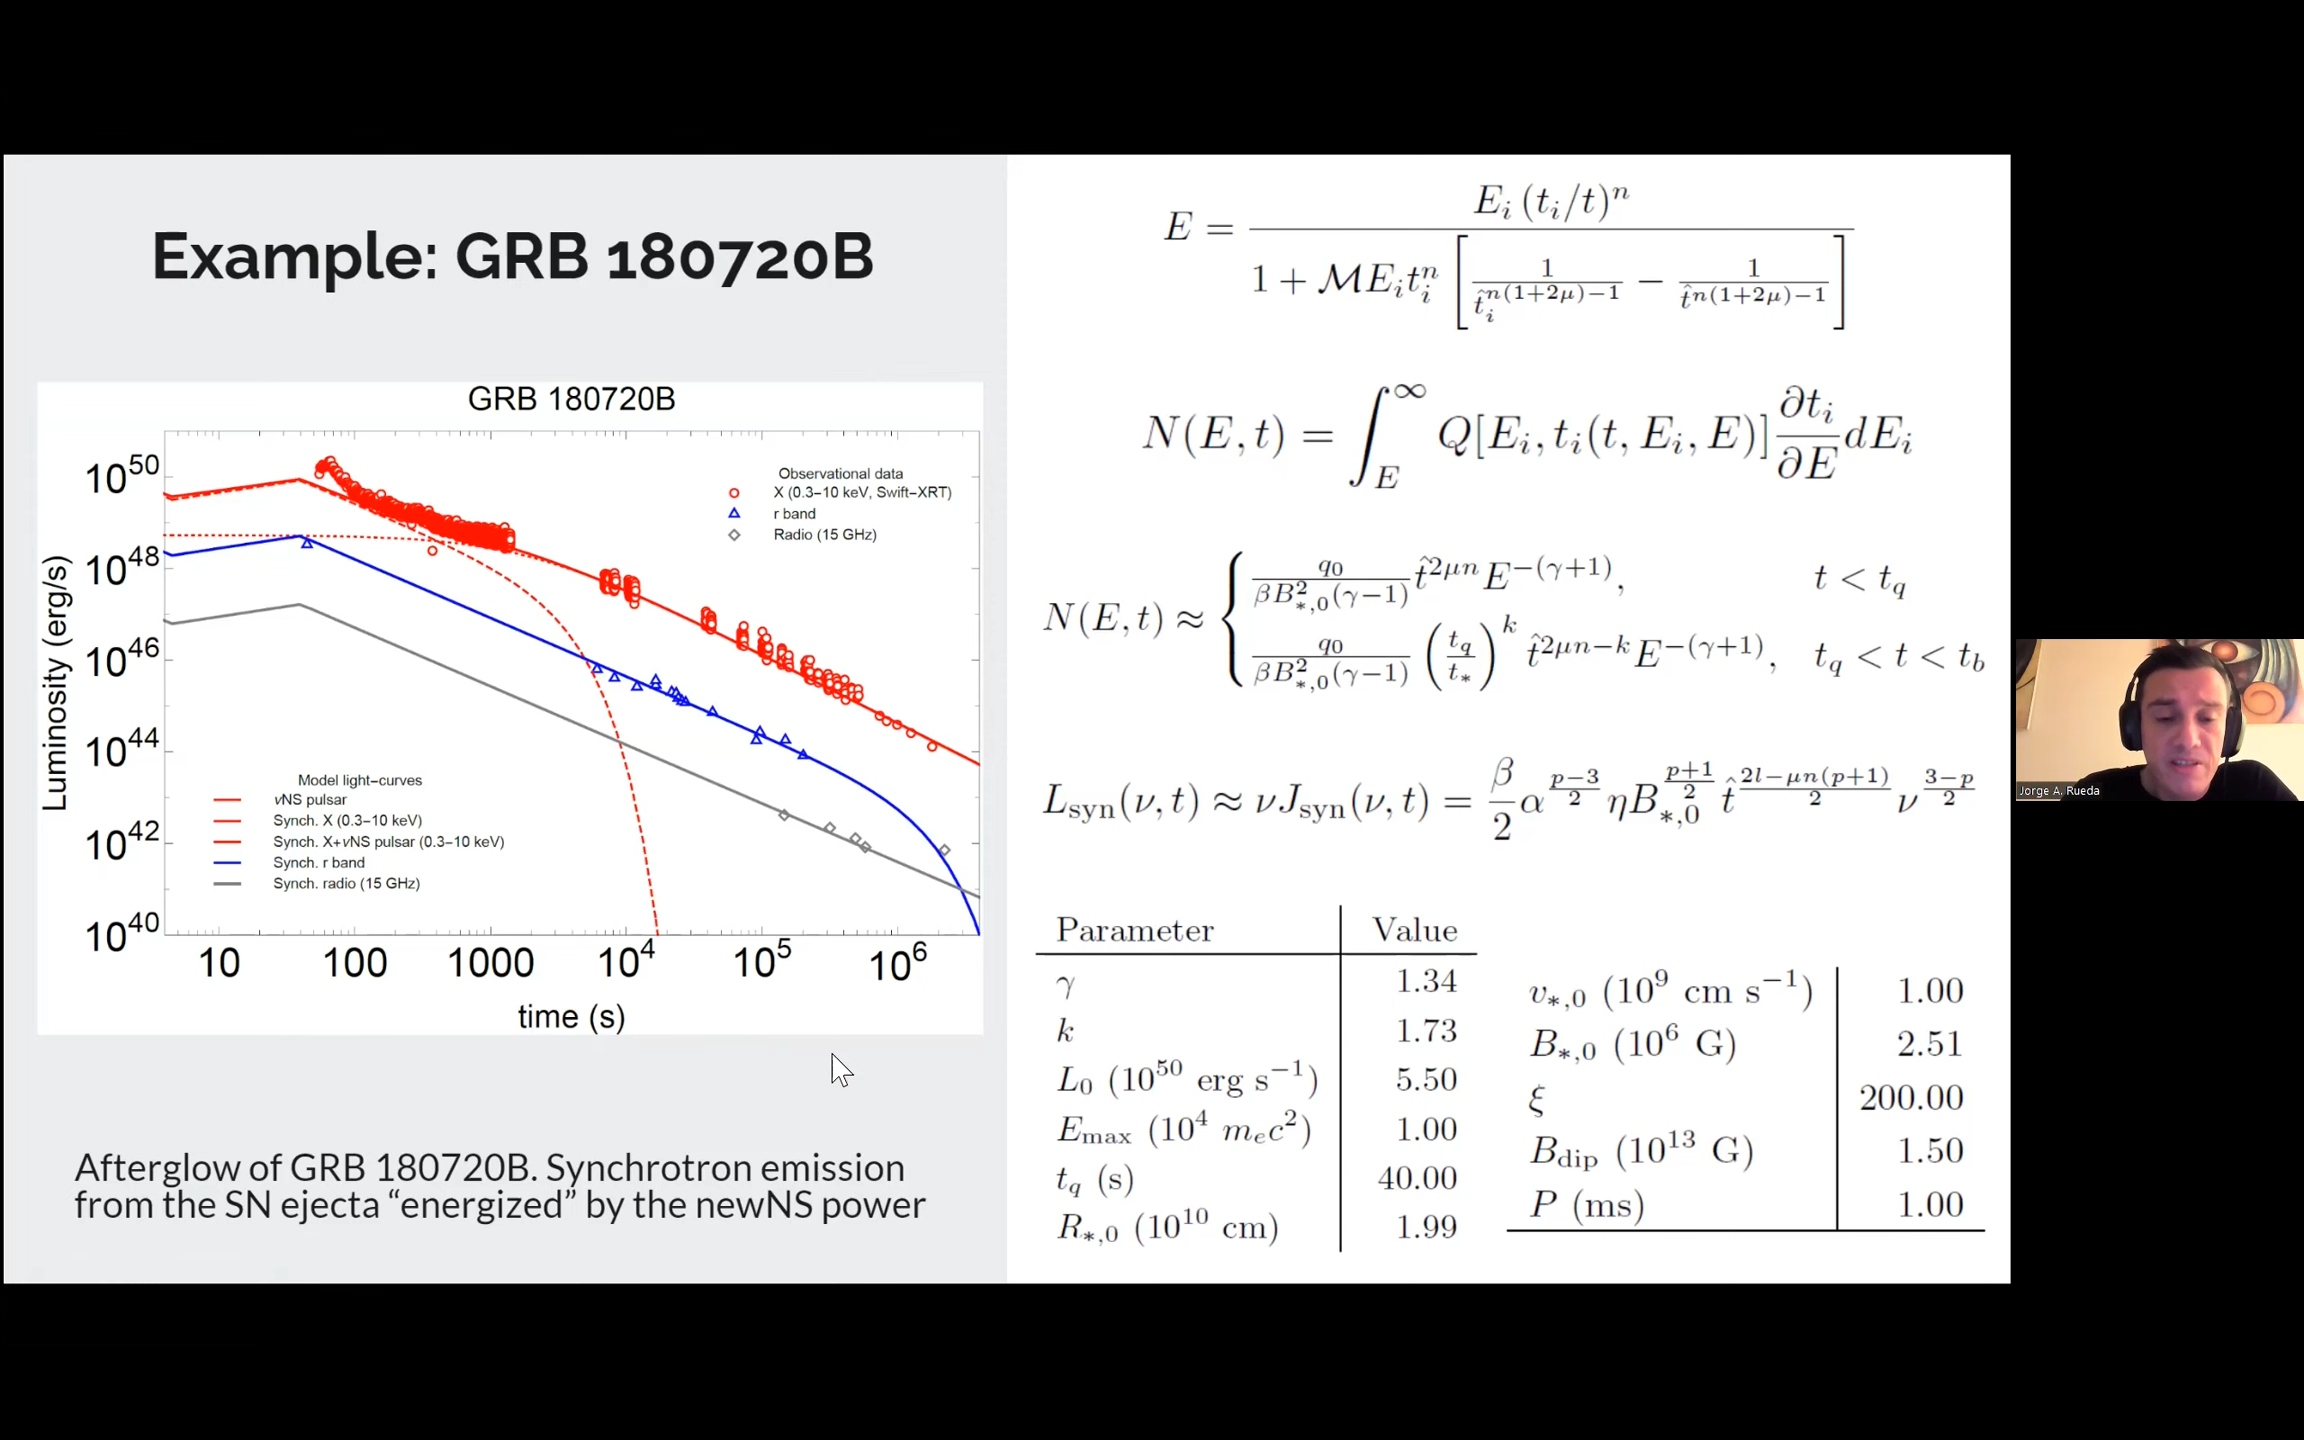 Example: GRB 180720B
GRB 180720B
Luminosity (erg/s)
10^50
10^48
10^46
10^44
10^42
10^40
Observational data
X (0.3–10 keV, Swift–XRT)
r band
Radio (15 GHz)
Model light–curves
νNS pulsar
Synch. X (0.3–10 keV)
Synch. X+νNS pulsar (0.3–10 keV)
Synch. r band
Synch. radio (15 GHz)
10 100 1000 10^4 10^5 10^6
time (s)
Afterglow of GRB 180720B. Synchrotron emission
from the SN ejecta “energized” by the newNS power
E = E_i (t_i/t)^n / (1 + ℳE_i t_i^n [1/t̂_i^{n(1+2μ)−1} − 1/t̂^{n(1+2μ)−1}])
N(E, t) = ∫_E^∞ Q[E_i, t_i(t, E_i, E)] ∂t_i/∂E dE_i
N(E, t) ≈ { q_0/(βB_{*,0}^2(γ−1)) t̂^{2μn} E^{−(γ+1)}, t < t_q
q_0/(βB_{*,0}^2(γ−1)) (t_q/t_*)^k t̂^{2μn−k} E^{−(γ+1)}, t_q < t < t_b
L_syn(ν, t) ≈ νJ_syn(ν, t) = β/2 α^{(p−3)/2} ηB_{*,0}^{(p+1)/2} t̂^{(2l−μn(p+1))/2} ν^{(3−p)/2}
Parameter Value
γ 1.34
k 1.73
L_0 (10^50 erg s^−1) 5.50
E_max (10^4 m_e c^2) 1.00
t_q (s) 40.00
R_{*,0} (10^10 cm) 1.99
v_{*,0} (10^9 cm s^−1) 1.00
B_{*,0} (10^6 G) 2.51
ξ 200.00
B_dip (10^13 G) 1.50
P (ms) 1.00
Jorge A. Rueda